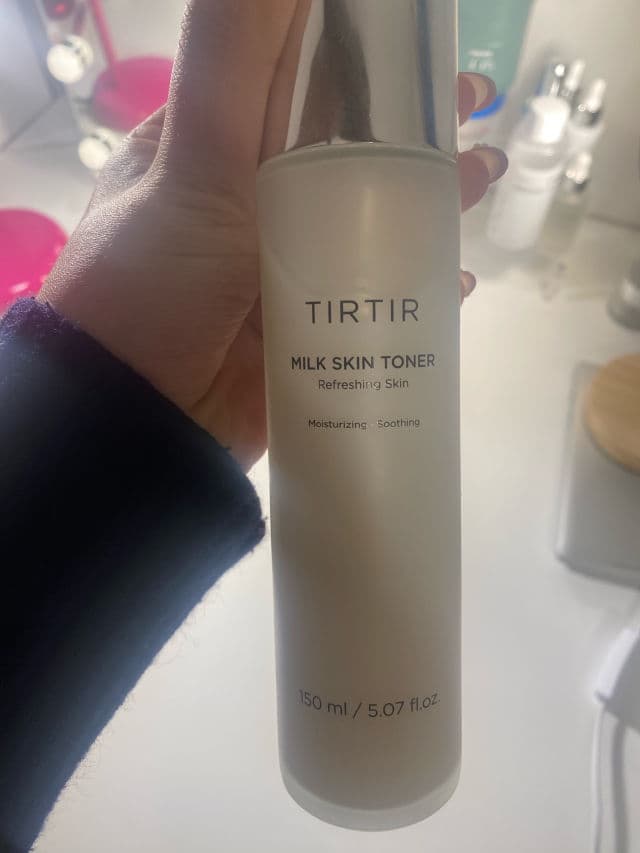 TIRTIR
MILK SKIN TONER
Refreshing Skin
Moisturizing · Soothing
150 ml / 5.07 fl.oz.